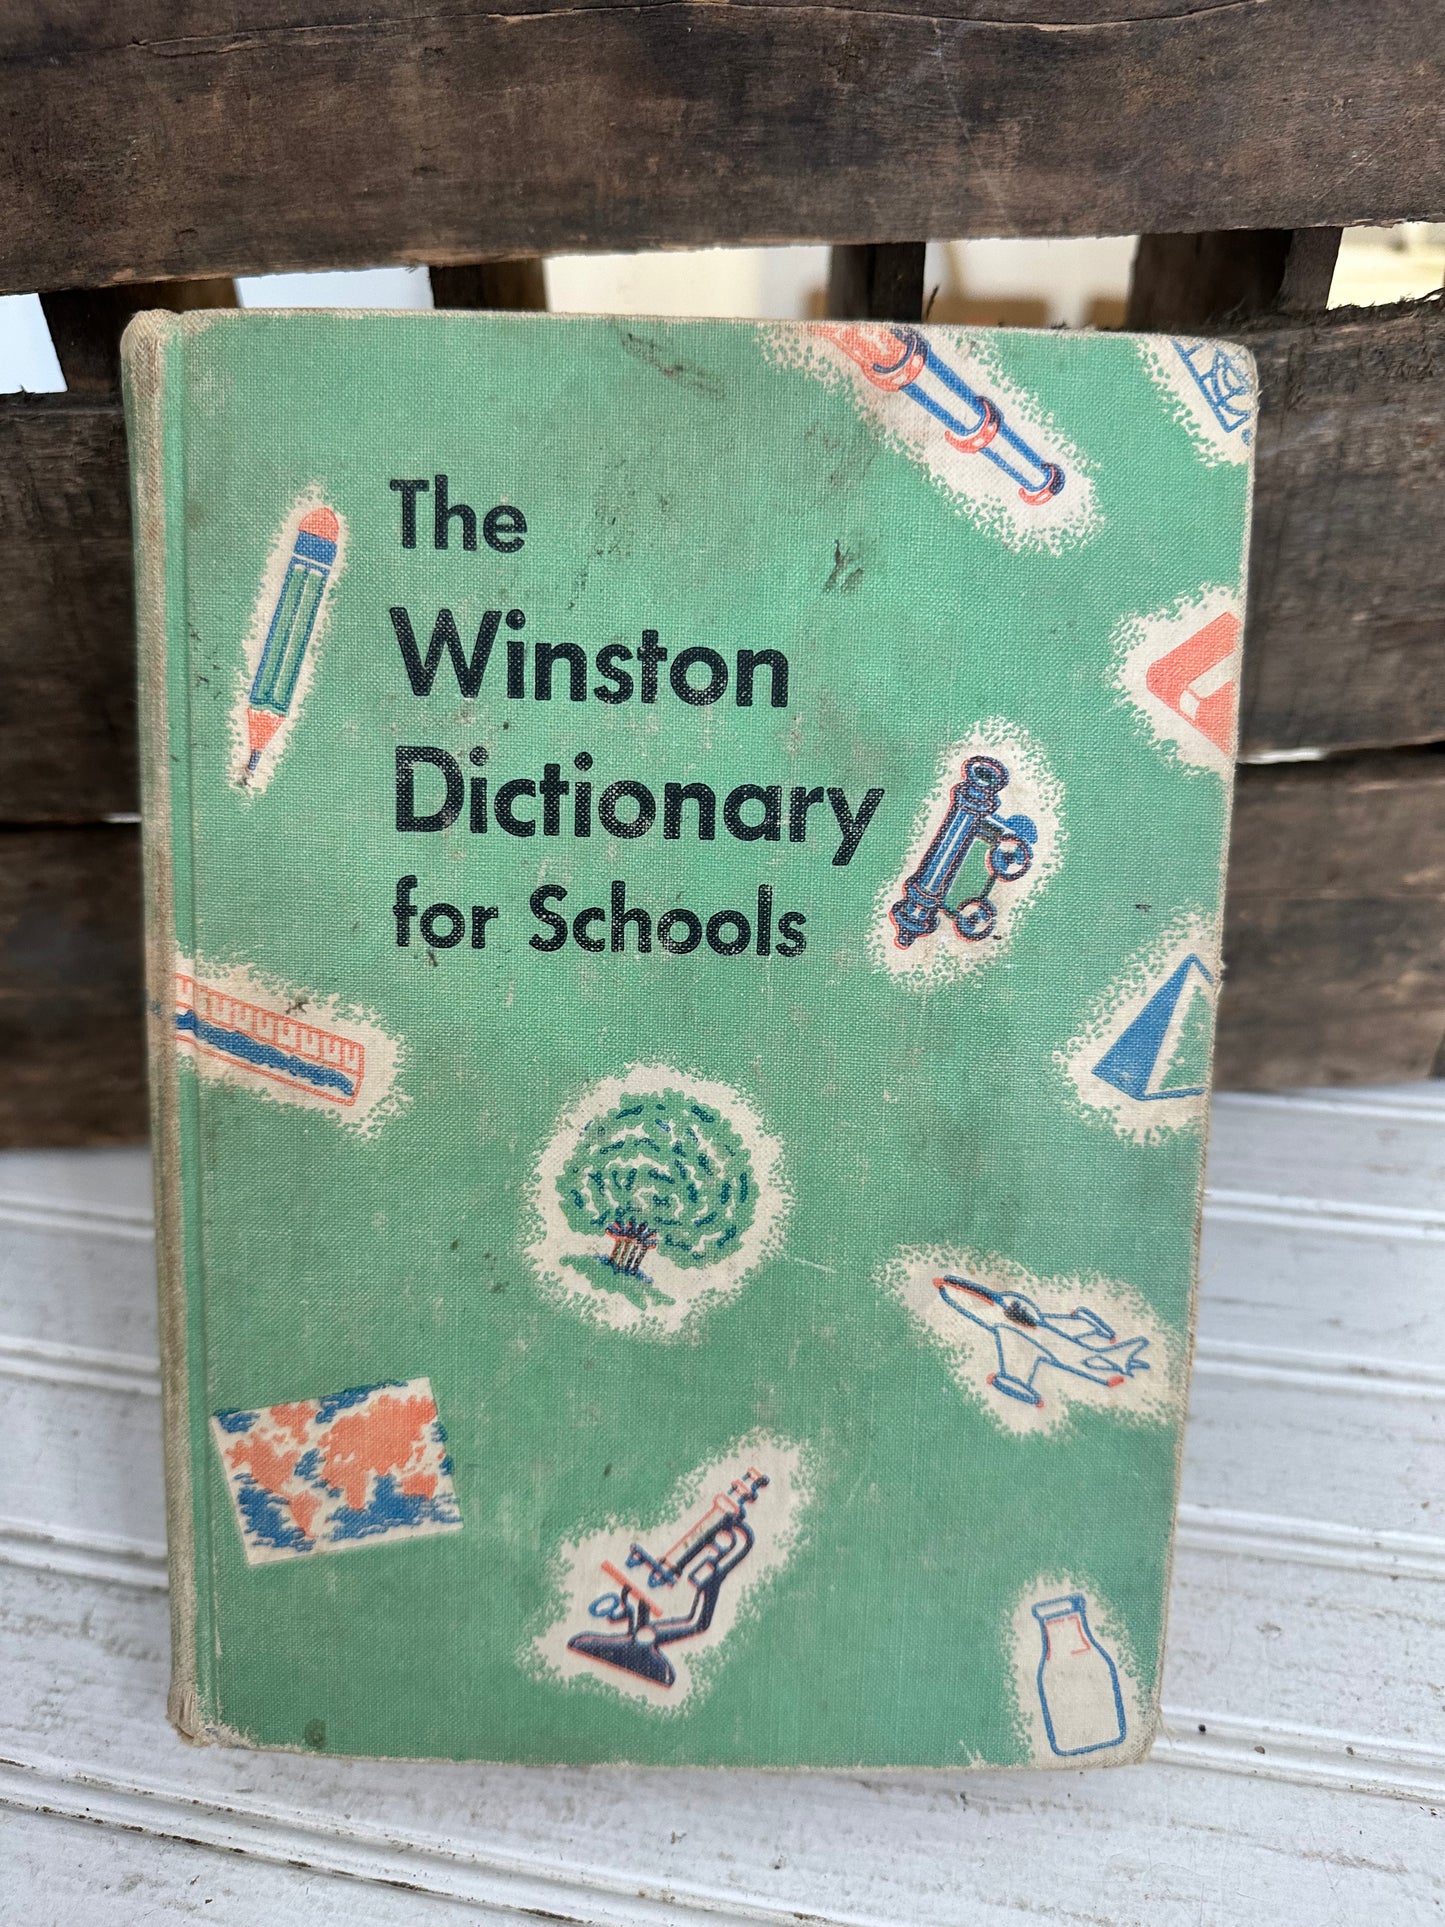 The
Winston
Dictionary
for Schools